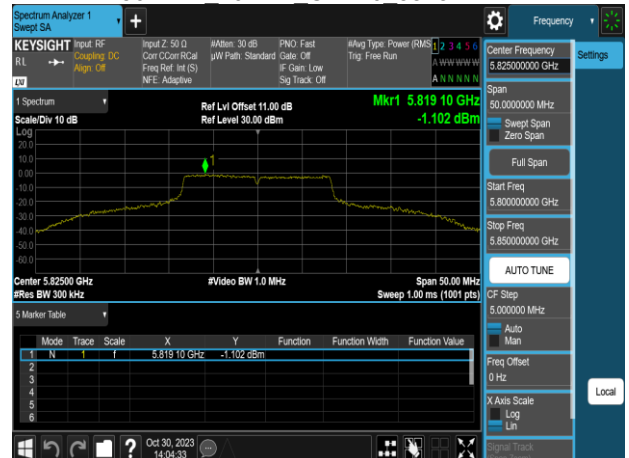 Spectrum Analyzer 1
Swept SA
+
Frequency
KEYSIGHT
RL
LXI
Input: RF
Coupling: DC
Align: Off
Input Z: 50 Ω
Corr CCorr RCal
Freq Ref: Int (S)
NFE: Adaptive
#Atten: 30 dB
µW Path: Standard
PNO: Fast
Gate: Off
IF Gain: Low
Sig Track: Off
#Avg Type: Power (RMS
Trig: Free Run
1 2 3 4 5 6
A WWWWW
A NNNNN
1 Spectrum
Scale/Div 10 dB
Ref Lvl Offset 11.00 dB
Ref Level 30.00 dBm
Mkr1 5.819 10 GHz
-1.102 dBm
Log
20.0
10.0
0.00
-10.0
-20.0
-30.0
-40.0
-50.0
-60.0
1
Center 5.82500 GHz
#Video BW 1.0 MHz
Span 50.00 MHz
#Res BW 300 kHz
Sweep 1.00 ms (1001 pts)
5 Marker Table
Mode Trace Scale X Y Function Function Width Function Value
1 N 1 f 5.819 10 GHz -1.102 dBm
2
3
4
5
6
Center Frequency
5.825000000 GHz
Span
50.0000000 MHz
Swept Span
Zero Span
Full Span
Start Freq
5.800000000 GHz
Stop Freq
5.850000000 GHz
AUTO TUNE
CF Step
5.000000 MHz
Auto
Man
Freq Offset
0 Hz
X Axis Scale
Log
Lin
Signal Track
Settings
Local
?
Oct 30, 2023
14:04:33